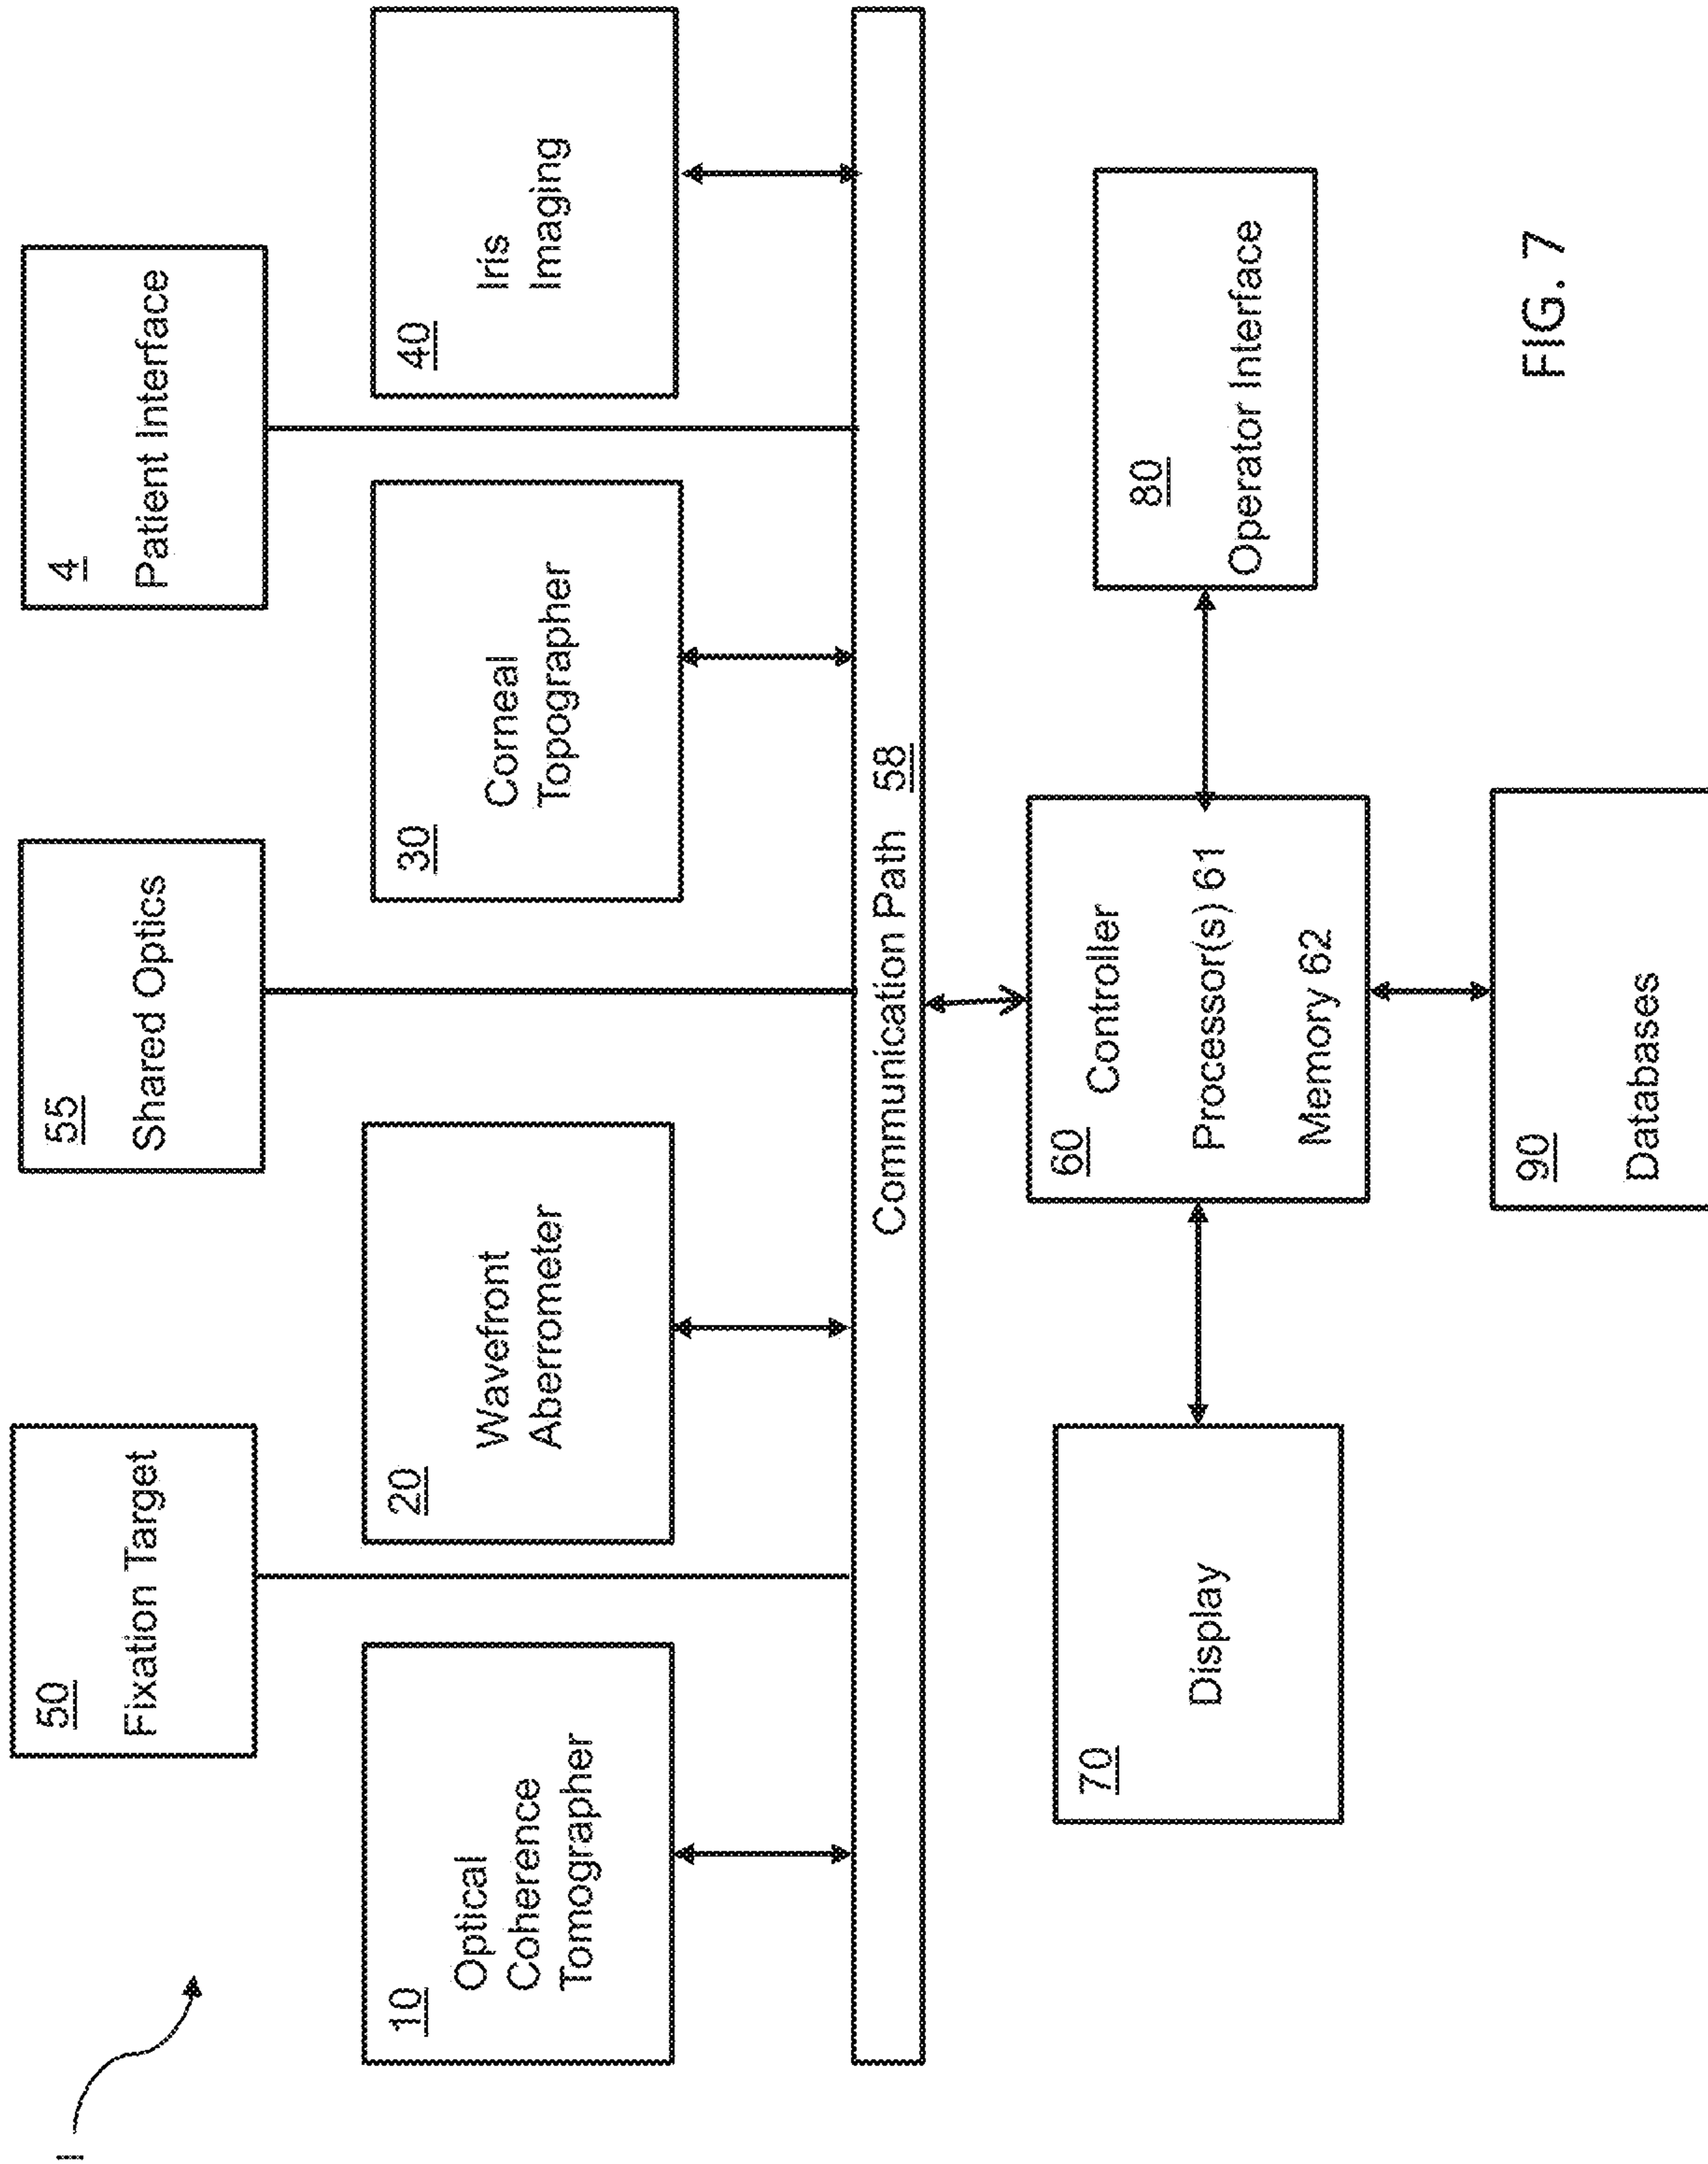 1
50
Fixation Target
55
Shared Optics
4
Patient Interface
10
Optical
Coherence
Tomographer
20
Wavefront
Aberrometer
30
Corneal
Topographer
40
Iris
Imaging
Communication Path 58
70
Display
60
Controller
Processor(s) 61
Memory 62
80
Operator Interface
90
Databases
FIG. 7